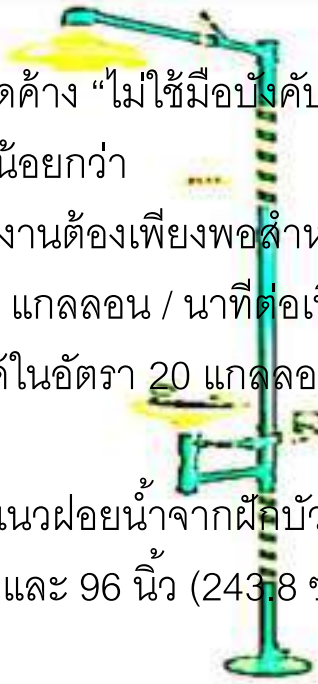 ดค้าง “ไม่ใช้มือบังคับ
น้อยกว่า
งานต้องเพียงพอสำห
แกลลอน / นาทีต่อเนื
ในอัตรา 20 แกลลอ
แนวฝอยน้ำจากฝักบัว
และ 96 นิ้ว (243.8 ซ